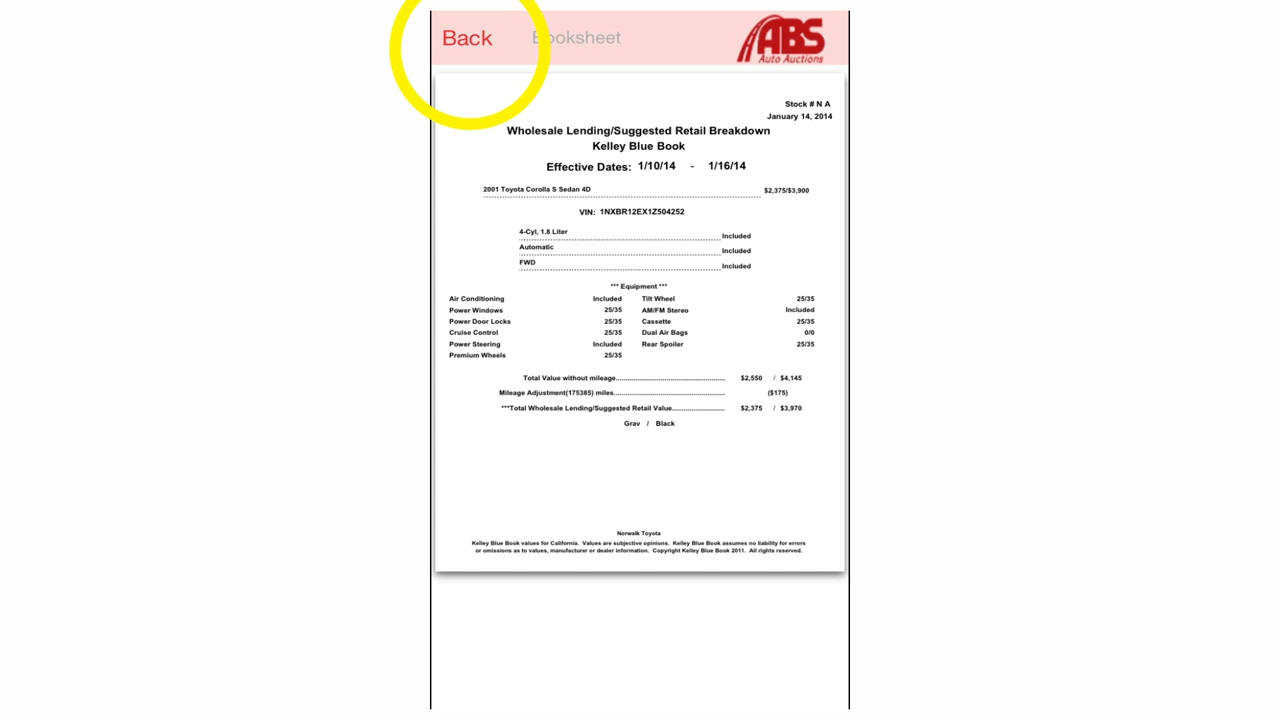 Back Booksheet
ABS
Auto Auctions
Stock # N A
January 14, 2014
Wholesale Lending/Suggested Retail Breakdown
Kelley Blue Book
Effective Dates: 1/10/14 - 1/16/14
2001 Toyota Corolla S Sedan 4D $2,375/$3,900
VIN: 1NXBR12EX1Z504252
4-Cyl, 1.8 Liter Included
Automatic Included
FWD Included
*** Equipment ***
Air Conditioning Included Tilt Wheel 25/35
Power Windows 25/35 AM/FM Stereo Included
Power Door Locks 25/35 Cassette 25/35
Cruise Control 25/35 Dual Air Bags 0/0
Power Steering Included Rear Spoiler 25/35
Premium Wheels 25/35
Total Value without mileage $2,550 / $4,145
Mileage Adjustment(175385) miles ($175)
***Total Wholesale Lending/Suggested Retail Value $2,375 / $3,970
Grav / Black
Norwalk Toyota
Kelley Blue Book values for California. Values are subjective opinions. Kelley Blue Book assumes no liability for errors
or omissions as to values, manufacturer or dealer information. Copyright Kelley Blue Book 2011. All rights reserved.